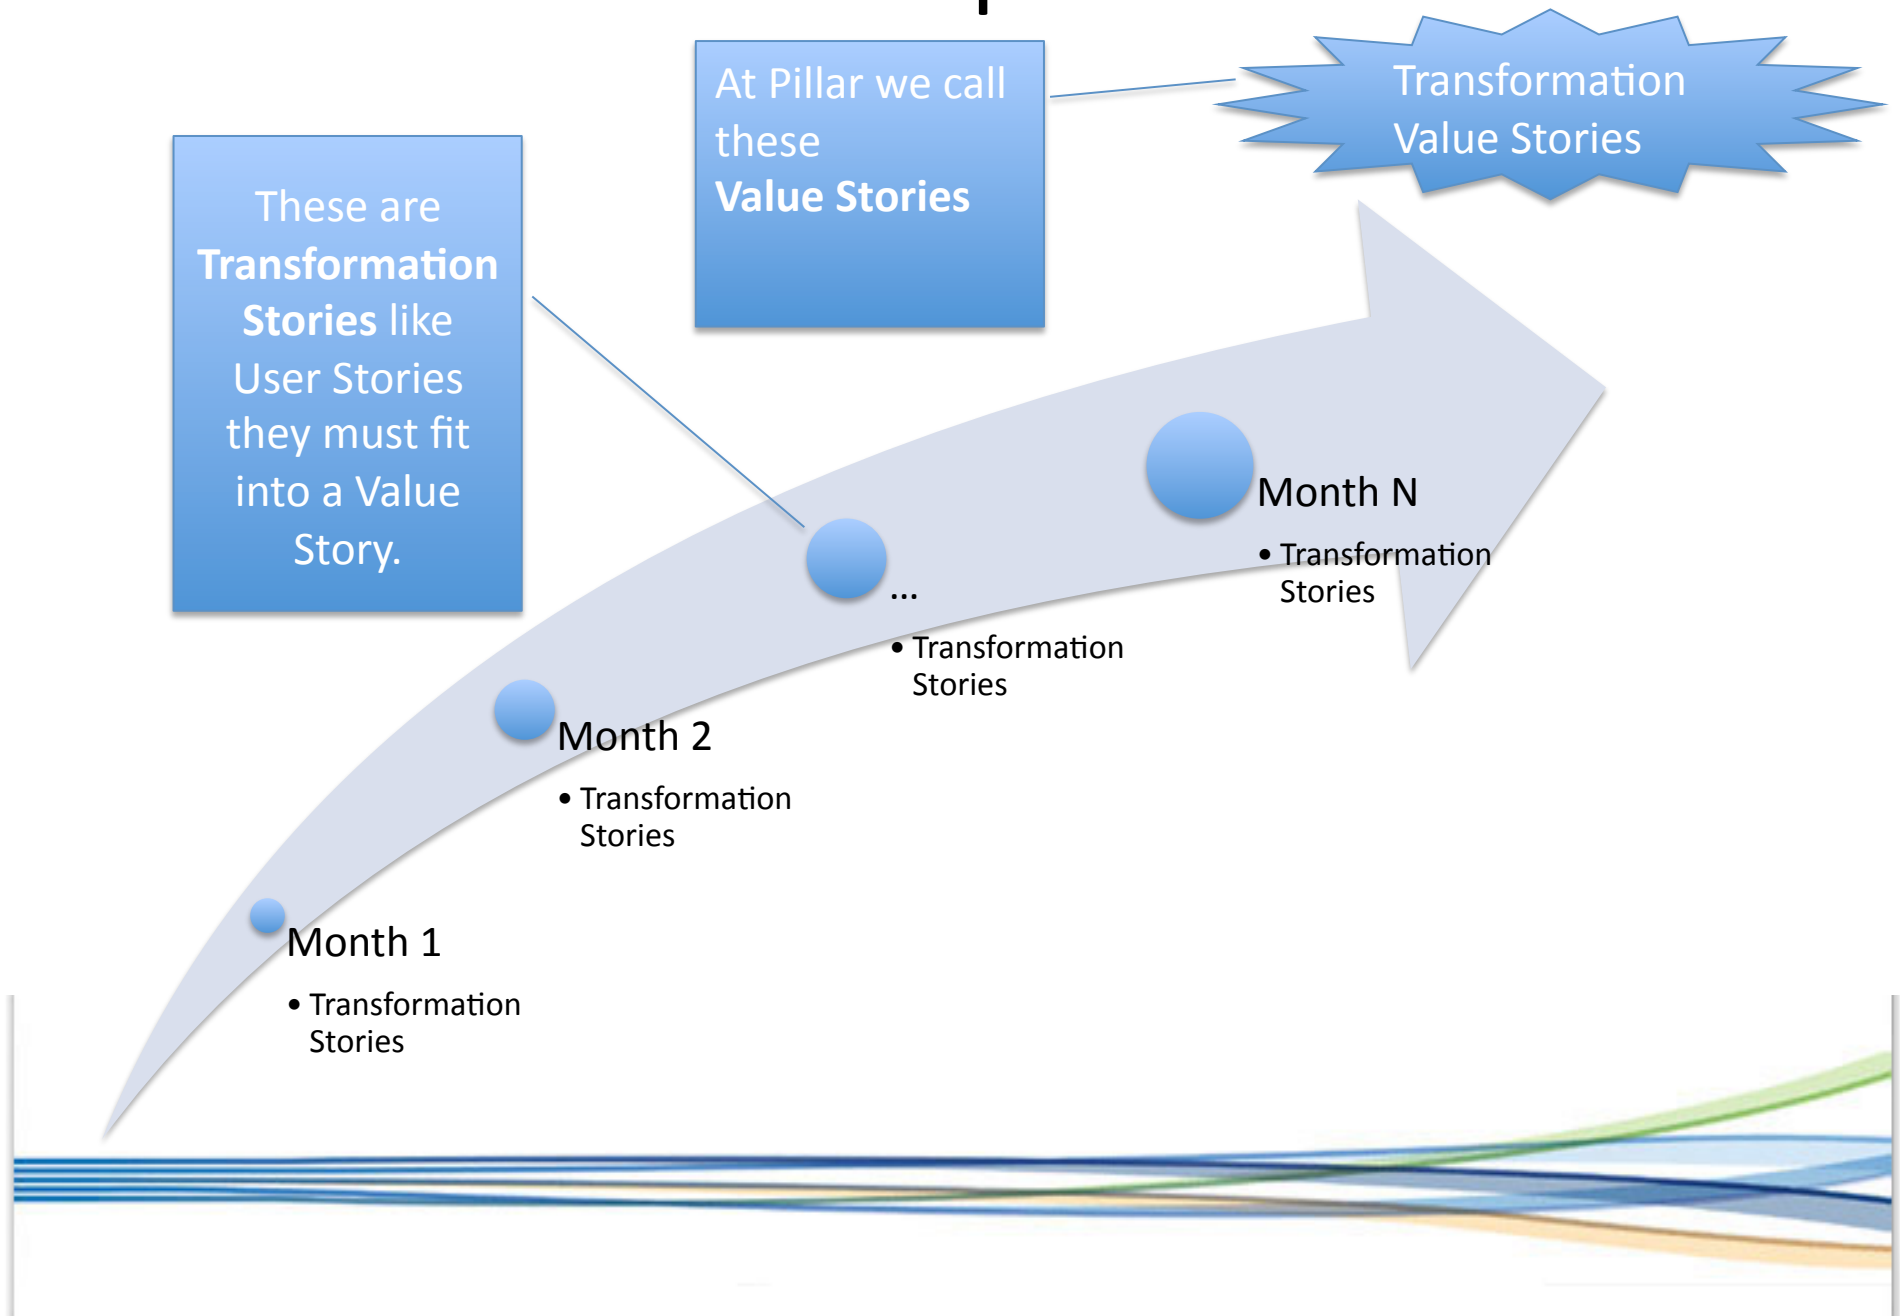 At Pillar we call
these
Value Stories
Transformation
Value Stories
These are
Transformation
Stories like
User Stories
they must fit
into a Value
Story.
Month N
• Transformation
Stories
...
• Transformation
Stories
Month 2
• Transformation
Stories
Month 1
• Transformation
Stories